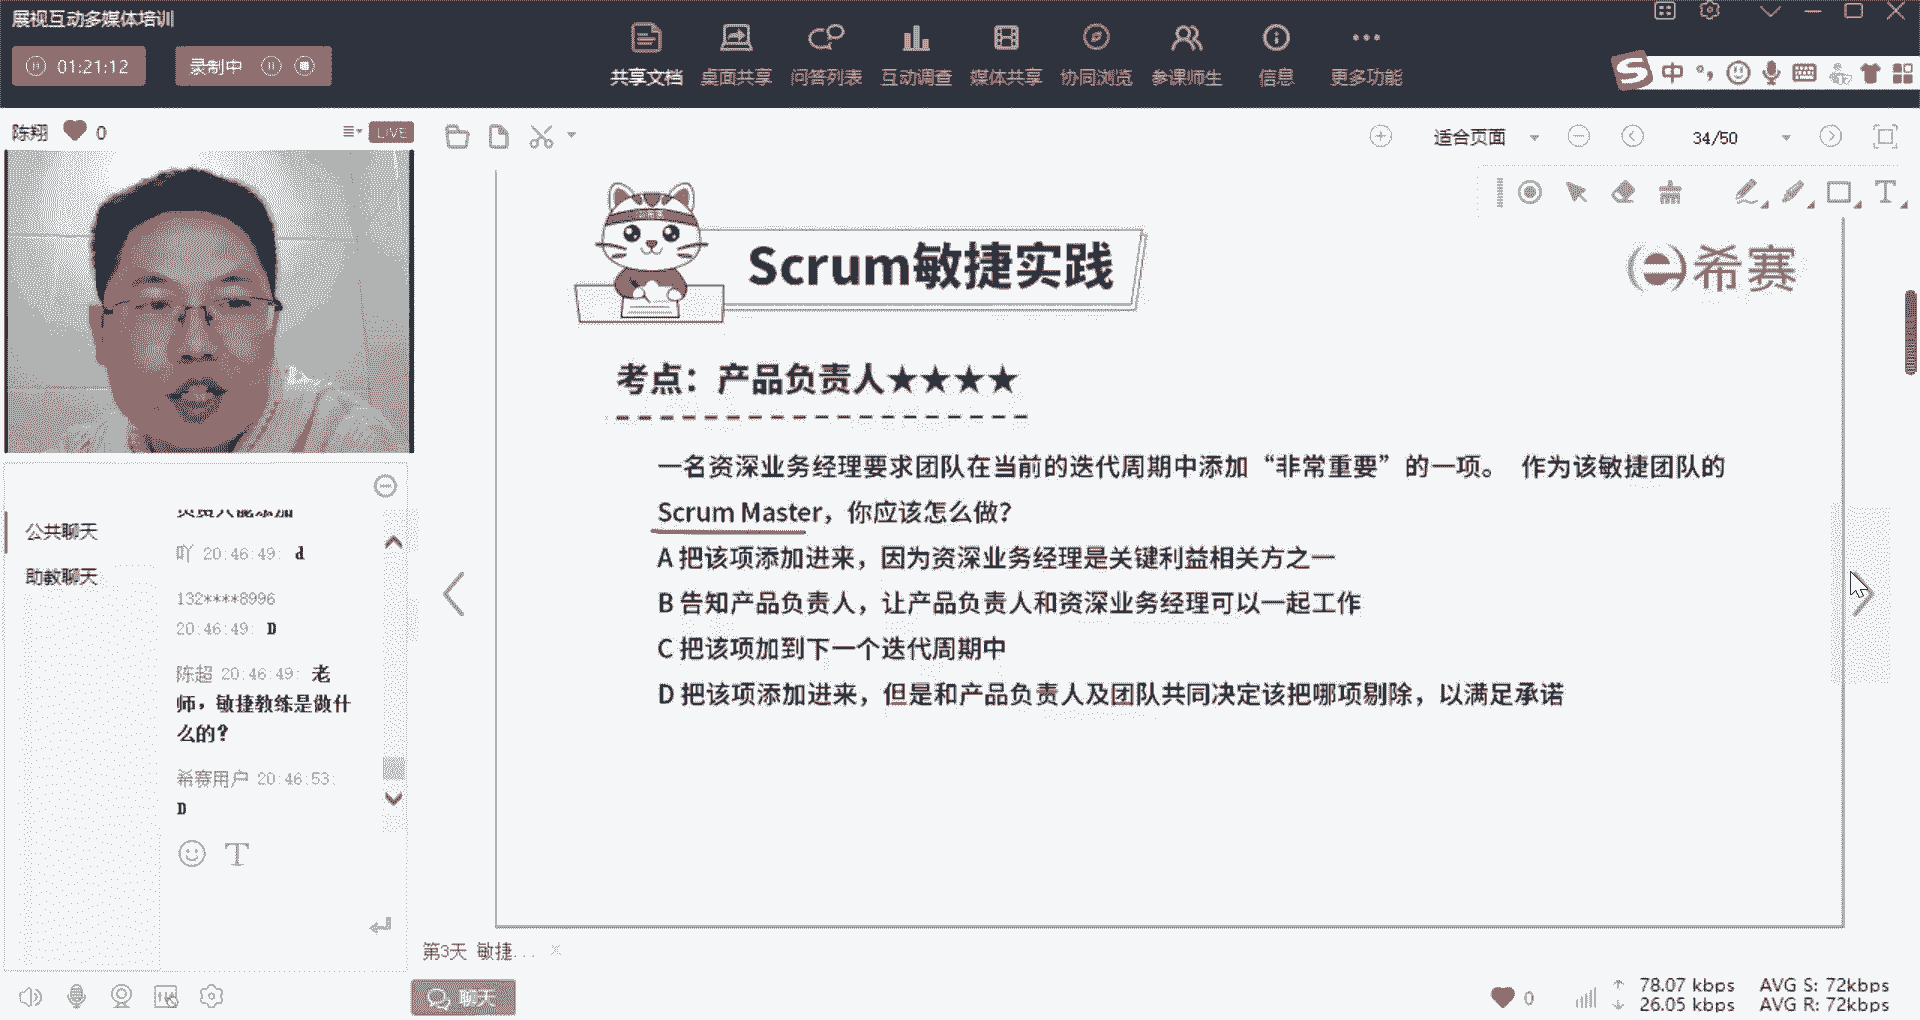 展视互动多媒体培训
01:21:12
录制中
共享文档 桌面共享 问答列表 互动调查 媒体共享 协同浏览 参课师生 信息 更多功能
中
陈翔 0
LIVE
适合页面
34/50
Scrum敏捷实践
希赛
考点：产品负责人★★★★
一名资深业务经理要求团队在当前的迭代周期中添加“非常重要”的一项。 作为该敏捷团队的
Scrum Master，你应该怎么做？
A 把该项添加进来，因为资深业务经理是关键利益相关方之一
B 告知产品负责人，让产品负责人和资深业务经理可以一起工作
C 把该项加到下一个迭代周期中
D 把该项添加进来，但是和产品负责人及团队共同决定该把哪项剔除，以满足承诺
公共聊天
助教聊天
吖 20:46:49: d
132****8996
20:46:49: D
陈超 20:46:49: 老
师，敏捷教练是做什
么的？
希赛用户 20:46:53:
D
第3天 敏捷...
聊天
0
78.07 kbps AVG S: 72kbps
26.05 kbps AVG R: 72kbps